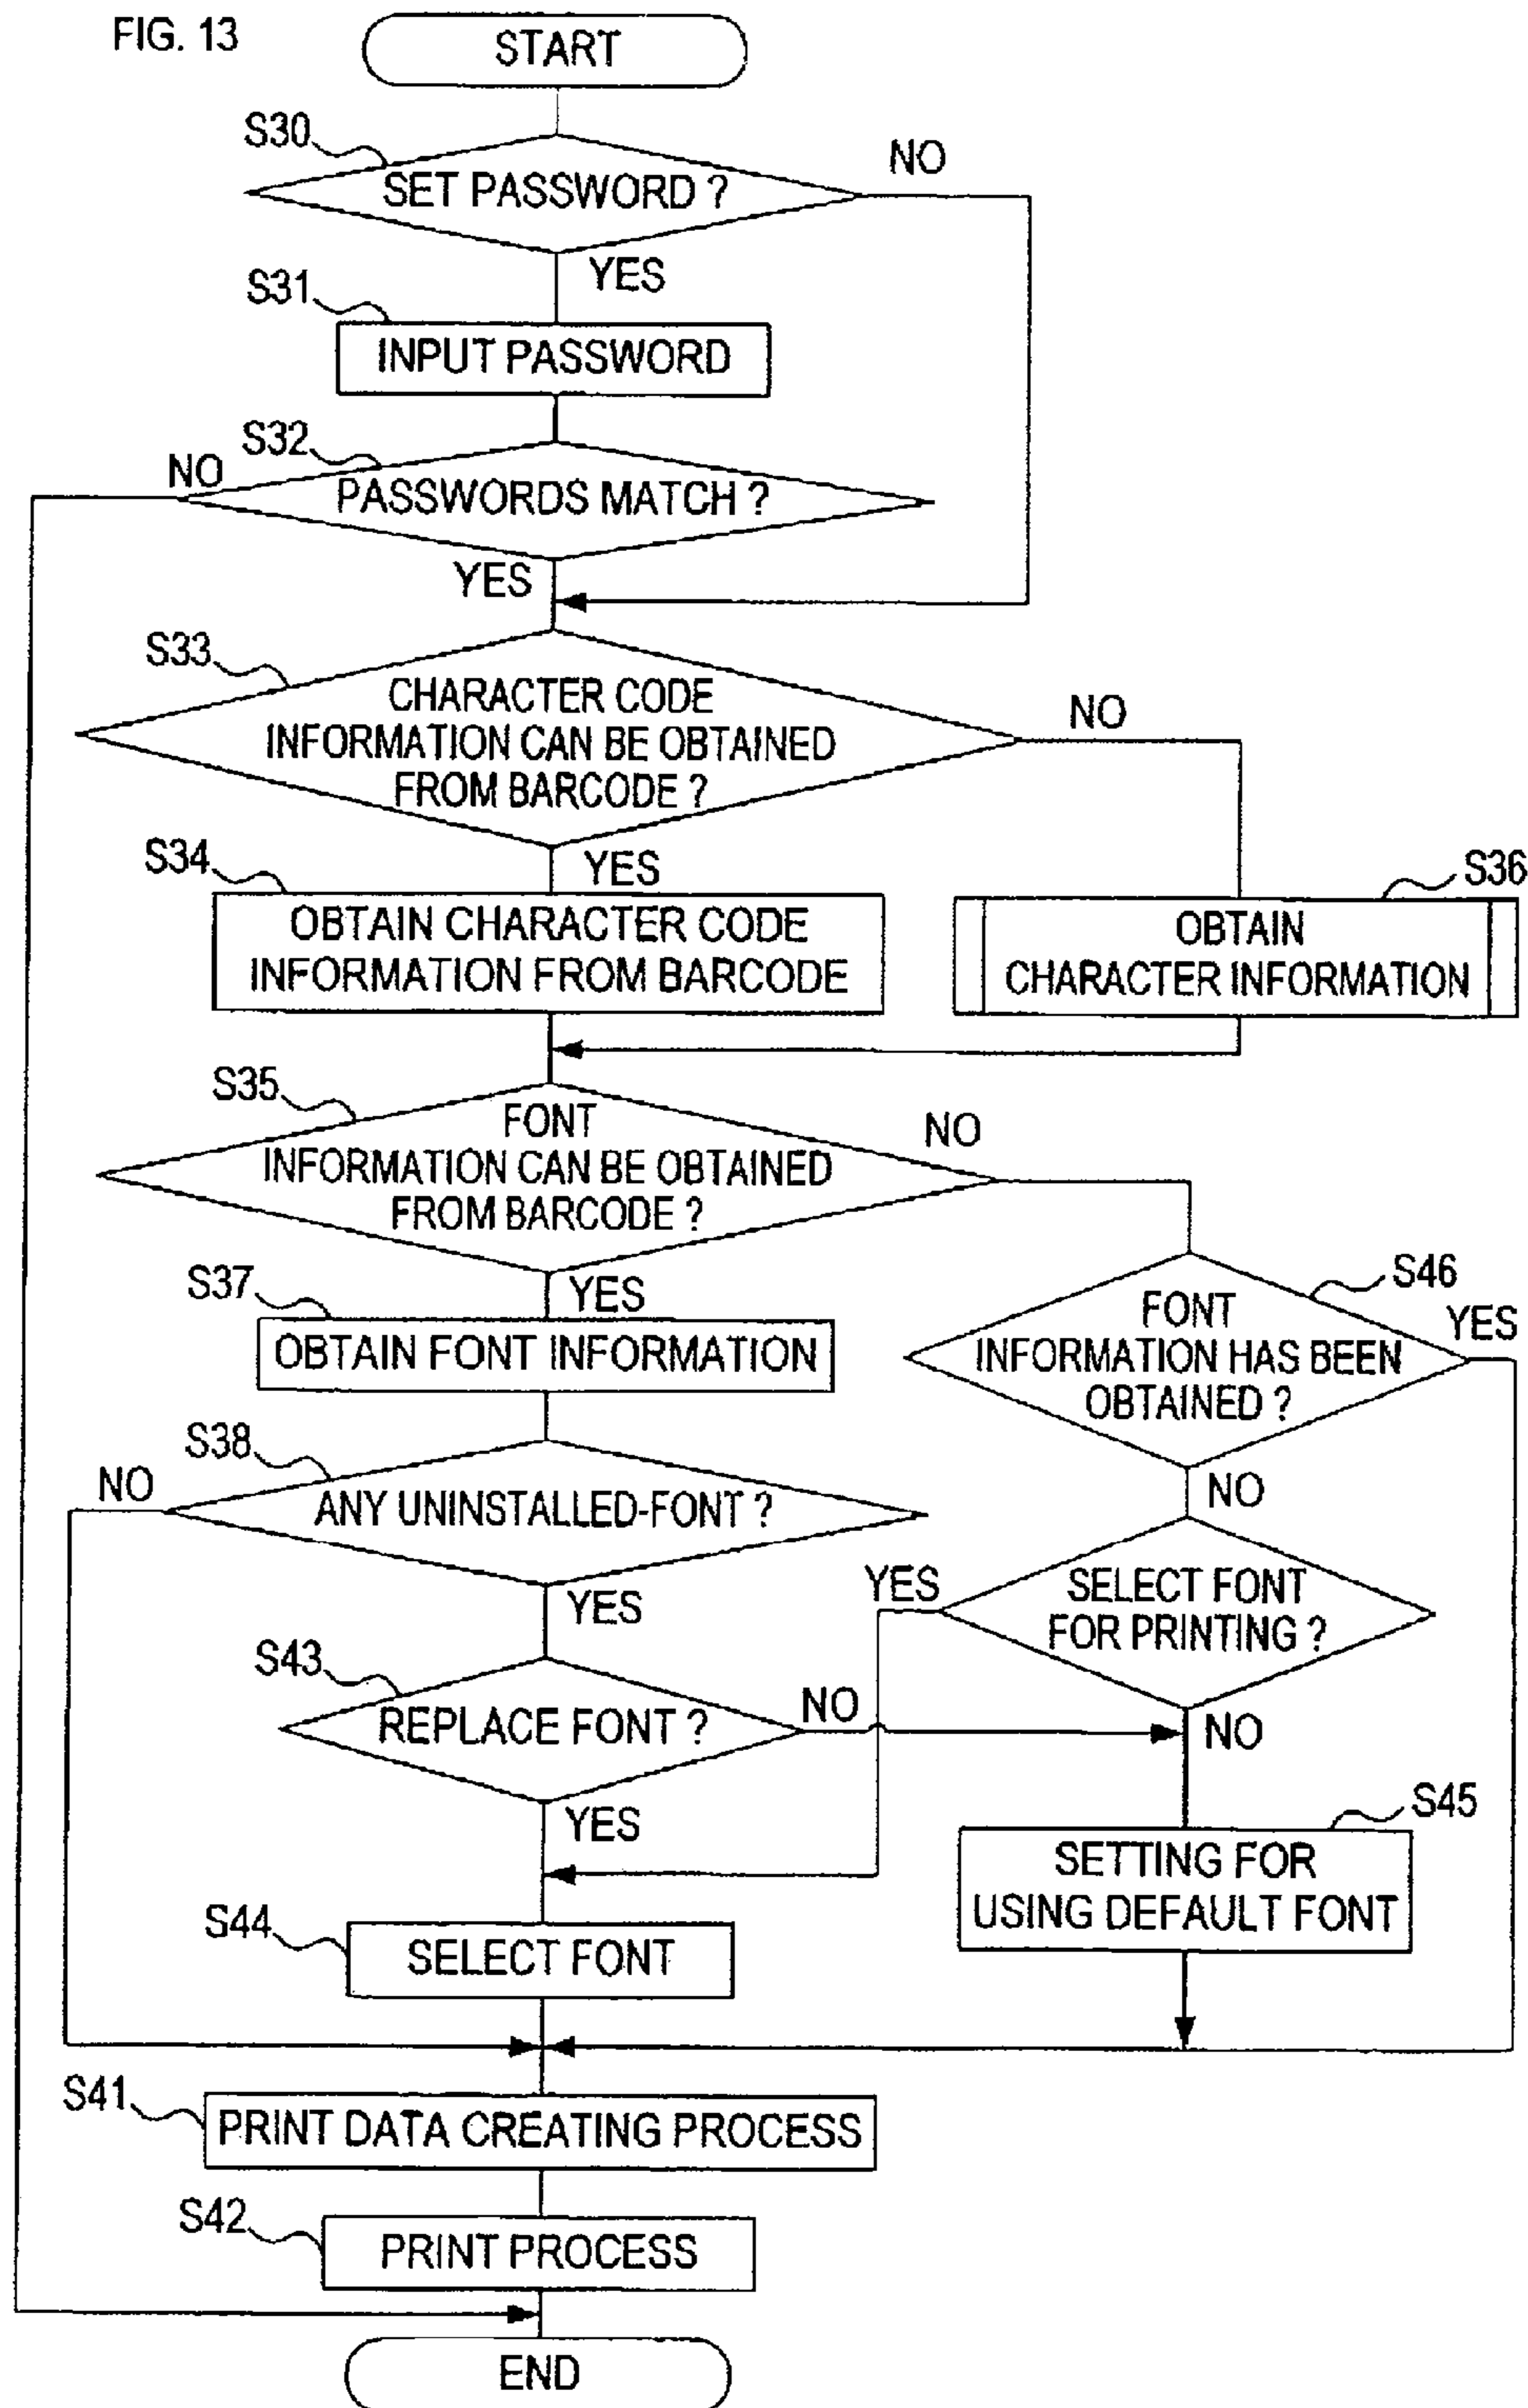 FIG. 13
START
S30
SET PASSWORD ?
NO
YES
S31
INPUT PASSWORD
S32
NO
PASSWORDS MATCH ?
YES
S33
CHARACTER CODE
INFORMATION CAN BE OBTAINED
FROM BARCODE ?
NO
YES
S34
OBTAIN CHARACTER CODE
INFORMATION FROM BARCODE
S36
OBTAIN
CHARACTER INFORMATION
S35
FONT
INFORMATION CAN BE OBTAINED
FROM BARCODE ?
NO
YES
S37
OBTAIN FONT INFORMATION
S46
FONT
INFORMATION HAS BEEN
OBTAINED ?
YES
NO
S38
NO
ANY UNINSTALLED-FONT ?
YES
YES
SELECT FONT
FOR PRINTING ?
NO
S43
REPLACE FONT ?
NO
YES
S45
SETTING FOR
USING DEFAULT FONT
S44
SELECT FONT
S41
PRINT DATA CREATING PROCESS
S42
PRINT PROCESS
END